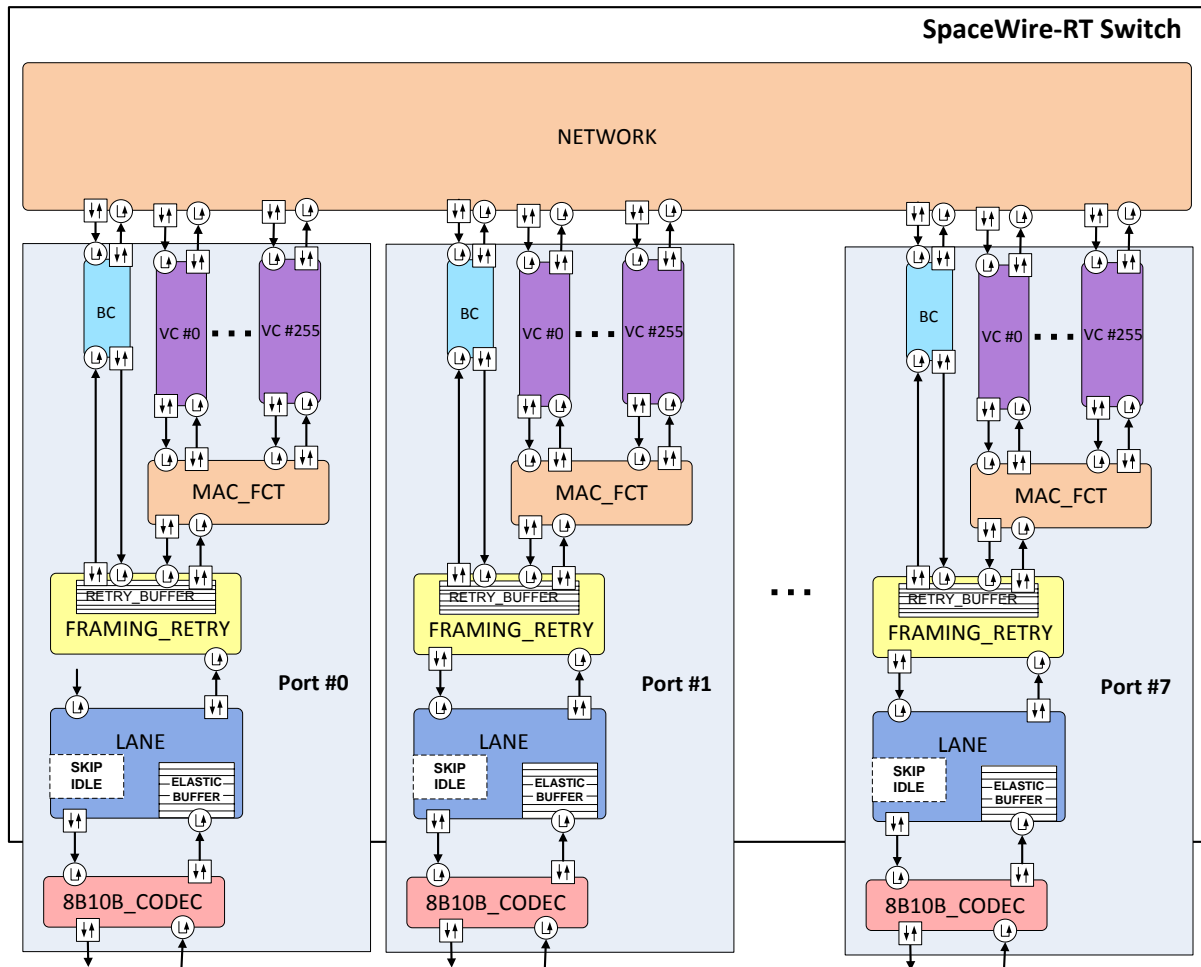 SpaceWire-RT Switch
NETWORK
BC
VC #0
VC #255
MAC_FCT
RETRY_BUFFER
FRAMING_RETRY
Port #0
LANE
SKIP
IDLE
ELASTIC
BUFFER
8B10B_CODEC
BC
VC #0
VC #255
MAC_FCT
RETRY_BUFFER
FRAMING_RETRY
Port #1
LANE
SKIP
IDLE
ELASTIC
BUFFER
8B10B_CODEC
...
BC
VC #0
VC #255
MAC_FCT
RETRY_BUFFER
FRAMING_RETRY
Port #7
LANE
SKIP
IDLE
ELASTIC
BUFFER
8B10B_CODEC